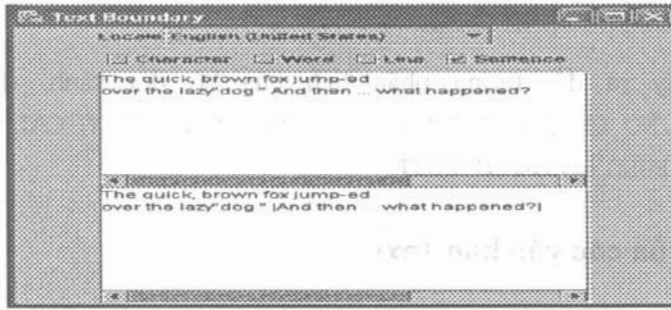 Text Boundary
Locale English (United States)
Character Word Line Sentence
The quick, brown fox jump-ed
over the lazy"dog " And then ... what happened?
The quick, brown fox jump-ed
over the lazy"dog " |And then ... what happened?|